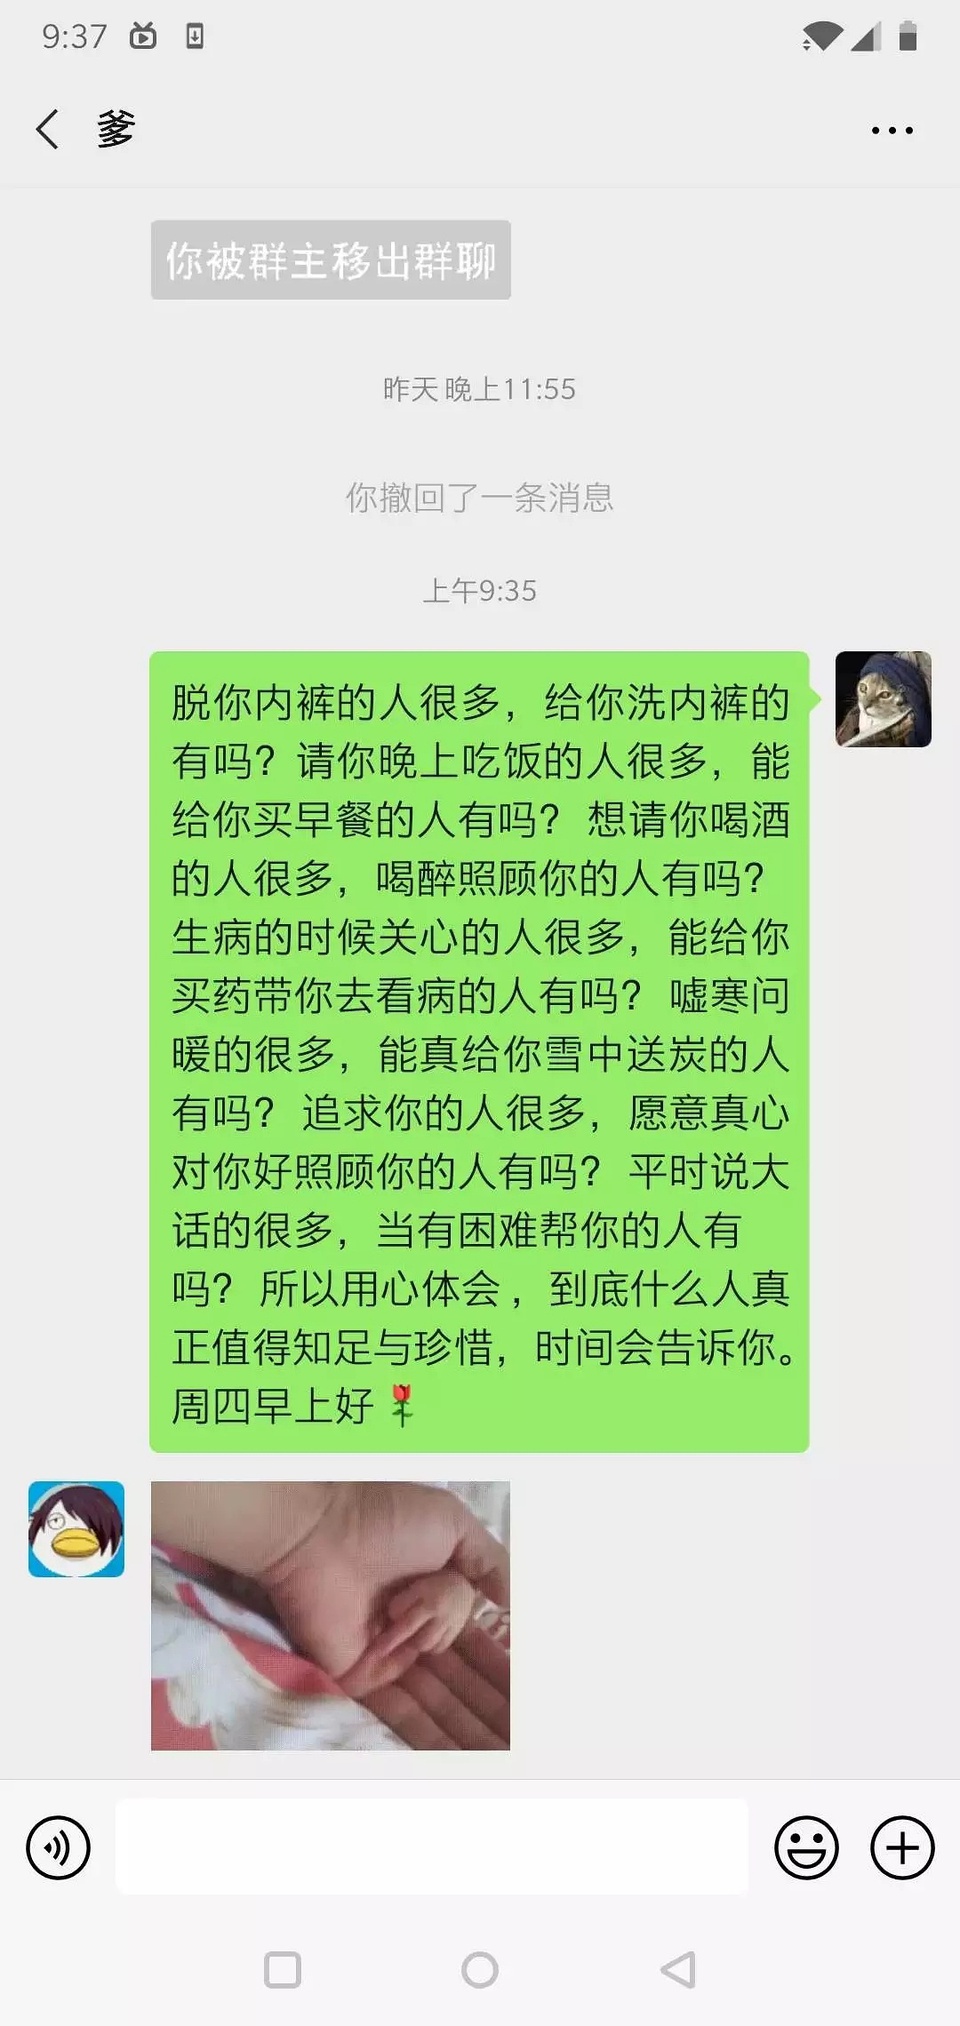 9:37
爹
你被群主移出群聊
昨天 晚上11:55
你撤回了一条消息
上午9:35
脱你内裤的人很多，给你洗内裤的
有吗？请你晚上吃饭的人很多，能
给你买早餐的人有吗？ 想请你喝酒
的人很多，喝醉照顾你的人有吗？
生病的时候关心的人很多，能给你
买药带你去看病的人有吗？ 嘘寒问
暖的很多，能真给你雪中送炭的人
有吗？ 追求你的人很多，愿意真心
对你好照顾你的人有吗？ 平时说大
话的很多，当有困难帮你的人有
吗？ 所以用心体会，到底什么人真
正值得知足与珍惜，时间会告诉你。
周四早上好🌹